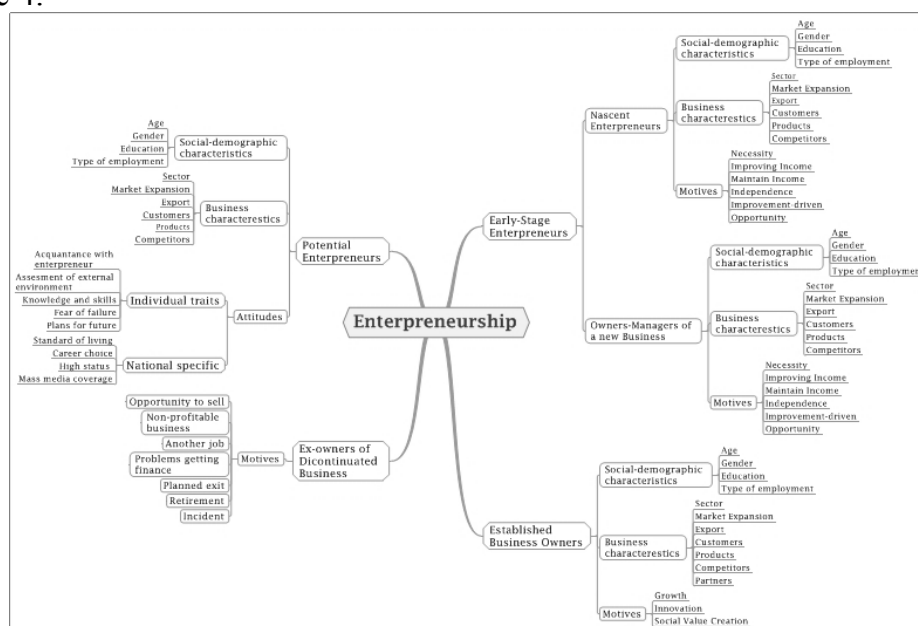 Enterpreneurship
Potential
Enterpreneurs
Social-demographic
characteristics
Age
Gender
Education
Type of employment
Business
characterestics
Sector
Market Expansion
Export
Customers
Products
Competitors
Attitudes
Individual traits
Acquantance with
enterpreneur
Assesment of external
environment
Knowledge and skills
Fear of failure
Plans for future
National specific
Standard of living
Career choice
High status
Mass media coverage
Ex-owners of
Dicontinuated
Business
Motives
Opportunity to sell
Non-profitable
business
Another job
Problems getting
finance
Planned exit
Retirement
Incident
Early-Stage
Enterpreneurs
Nascent
Enterpreneurs
Social-demographic
characteristics
Age
Gender
Education
Type of employment
Business
characterestics
Sector
Market Expansion
Export
Customers
Products
Competitors
Motives
Necessity
Improving Income
Maintain Income
Independence
Improvement-driven
Opportunity
Owners-Managers of
a new Business
Social-demographic
characteristics
Age
Gender
Education
Type of employment
Business
characterestics
Sector
Market Expansion
Export
Customers
Products
Competitors
Motives
Necessity
Improving Income
Maintain Income
Independence
Improvement-driven
Opportunity
Established
Business Owners
Social-demographic
characteristics
Age
Gender
Education
Type of employment
Business
characterestics
Sector
Market Expansion
Export
Customers
Products
Competitors
Partners
Motives
Growth
Innovation
Social Value Creation